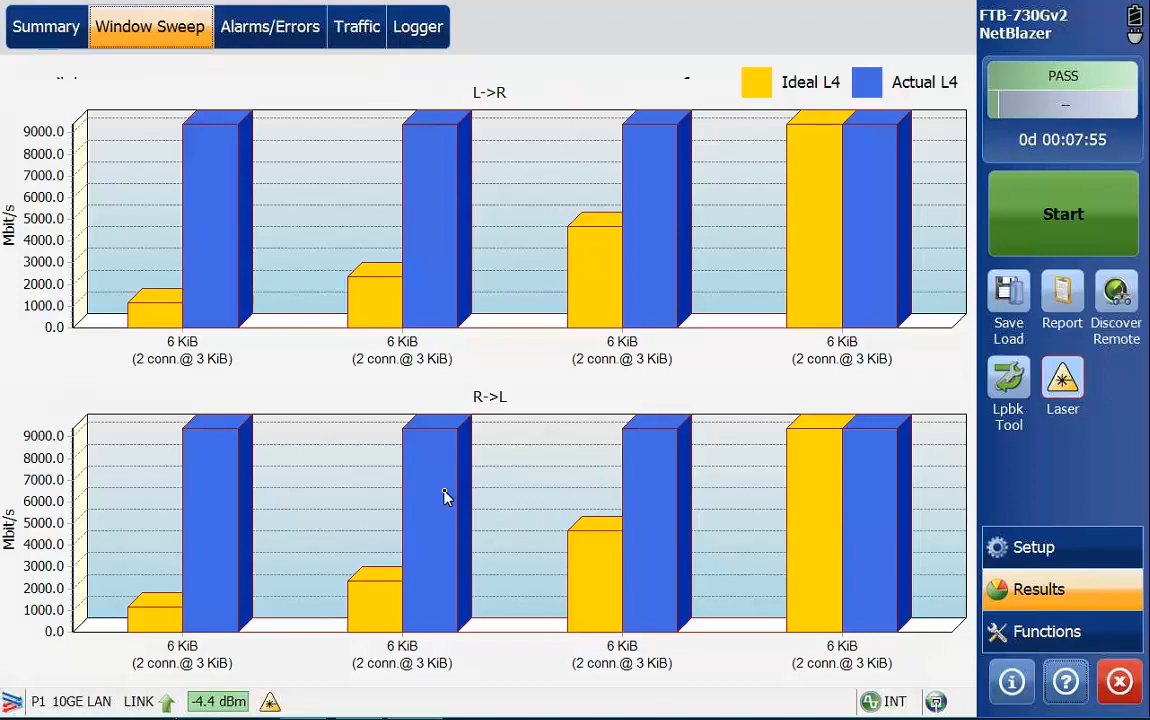 Summary Window Sweep Alarms/Errors Traffic Logger
FTB-730Gv2
NetBlazer
Ideal L4 Actual L4
L->R
9000.0
8000.0
7000.0
6000.0
5000.0
4000.0
3000.0
2000.0
1000.0
0.0
Mbit/s
6 KiB 6 KiB 6 KiB 6 KiB
(2 conn.@ 3 KiB) (2 conn.@ 3 KiB) (2 conn.@ 3 KiB) (2 conn.@ 3 KiB)
R->L
9000.0
8000.0
7000.0
6000.0
5000.0
4000.0
3000.0
2000.0
1000.0
0.0
Mbit/s
6 KiB 6 KiB 6 KiB 6 KiB
(2 conn.@ 3 KiB) (2 conn.@ 3 KiB) (2 conn.@ 3 KiB) (2 conn.@ 3 KiB)
PASS
--
0d 00:07:55
Start
Save Report Discover
Load Remote
Lpbk Laser
Tool
Setup
Results
Functions
P1 10GE LAN LINK -4.4 dBm INT